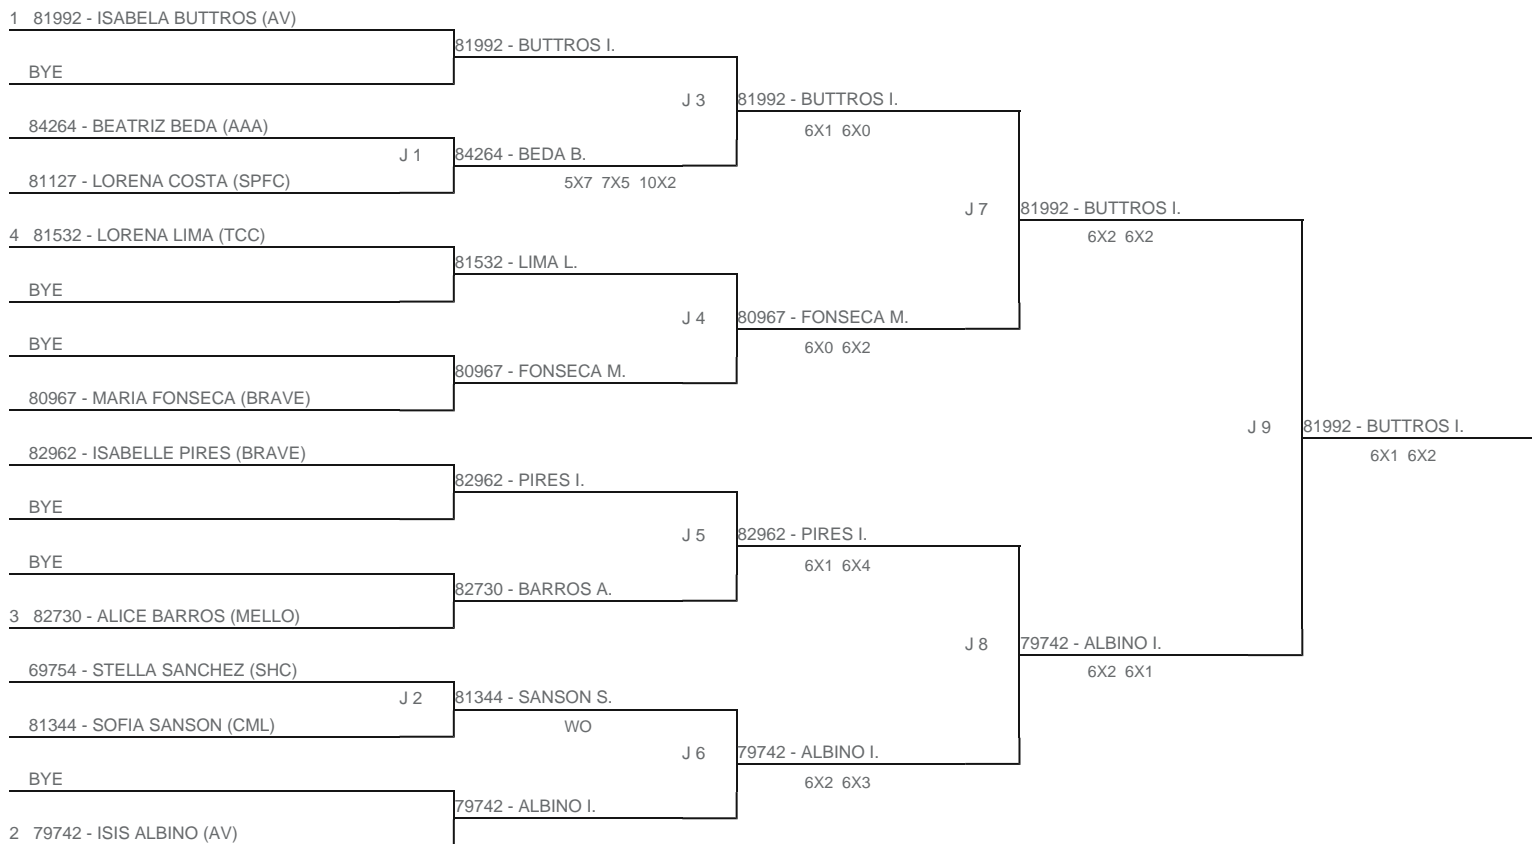 1 81992 - ISABELA BUTTROS (AV)
81992 - BUTTROS I.
BYE
J 3
81992 - BUTTROS I.
6X1 6X0
84264 - BEATRIZ BEDA (AAA)
J 1
84264 - BEDA B.
5X7 7X5 10X2
81127 - LORENA COSTA (SPFC)
J 7
81992 - BUTTROS I.
6X2 6X2
4 81532 - LORENA LIMA (TCC)
81532 - LIMA L.
BYE
J 4
80967 - FONSECA M.
6X0 6X2
BYE
80967 - FONSECA M.
80967 - MARIA FONSECA (BRAVE)
J 9
81992 - BUTTROS I.
6X1 6X2
82962 - ISABELLE PIRES (BRAVE)
82962 - PIRES I.
BYE
J 5
82962 - PIRES I.
6X1 6X4
BYE
82730 - BARROS A.
3 82730 - ALICE BARROS (MELLO)
J 8
79742 - ALBINO I.
6X2 6X1
69754 - STELLA SANCHEZ (SHC)
J 2
81344 - SANSON S.
WO
81344 - SOFIA SANSON (CML)
J 6
79742 - ALBINO I.
6X2 6X3
BYE
79742 - ALBINO I.
2 79742 - ISIS ALBINO (AV)